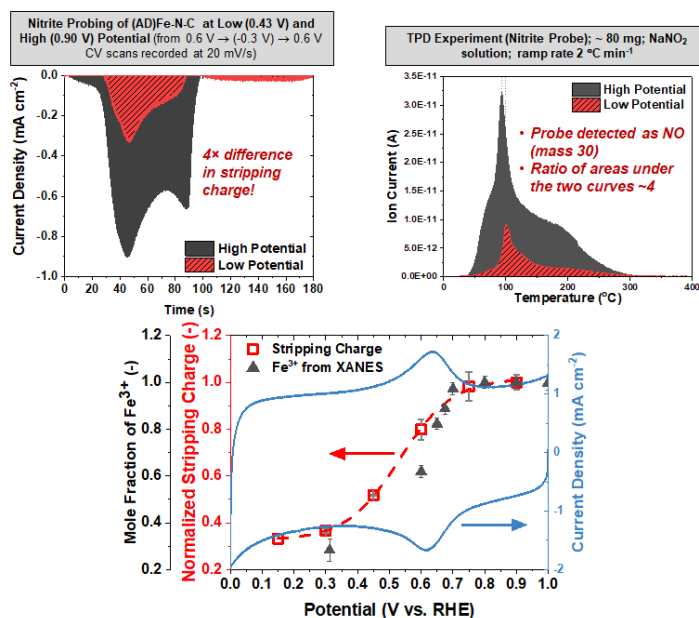 Nitrite Probing of (AD)Fe-N-C at Low (0.43 V) and
High (0.90 V) Potential (from 0.6 V → (-0.3 V) → 0.6 V
CV scans recorded at 20 mV/s)
TPD Experiment (Nitrite Probe); ~ 80 mg; NaNO₂
solution; ramp rate 2 °C min⁻¹
Current Density (mA cm⁻²)
0.0
-0.2
-0.4
-0.6
-0.8
-1.0
4× difference
in stripping
charge!
High Potential
Low Potential
0 20 40 60 80 100 120 140 160 180
Time (s)
Ion Current (A)
3.5E-11
3.0E-11
2.5E-11
2.0E-11
1.5E-11
1.0E-11
5.0E-12
0.0E+00
High Potential
Low Potential
• Probe detected as NO
(mass 30)
• Ratio of areas under
the two curves ~4
0 100 200 300 400
Temperature (°C)
Mole Fraction of Fe³⁺ (-)
1.2
1.0
0.8
0.6
0.4
0.2
Normalized Stripping Charge (-)
1.2
1.0
0.8
0.6
0.4
0.2
Stripping Charge
Fe³⁺ from XANES
2
1
0
-1
-2
Current Density (mA cm⁻²)
0.0 0.1 0.2 0.3 0.4 0.5 0.6 0.7 0.8 0.9 1.0
Potential (V vs. RHE)